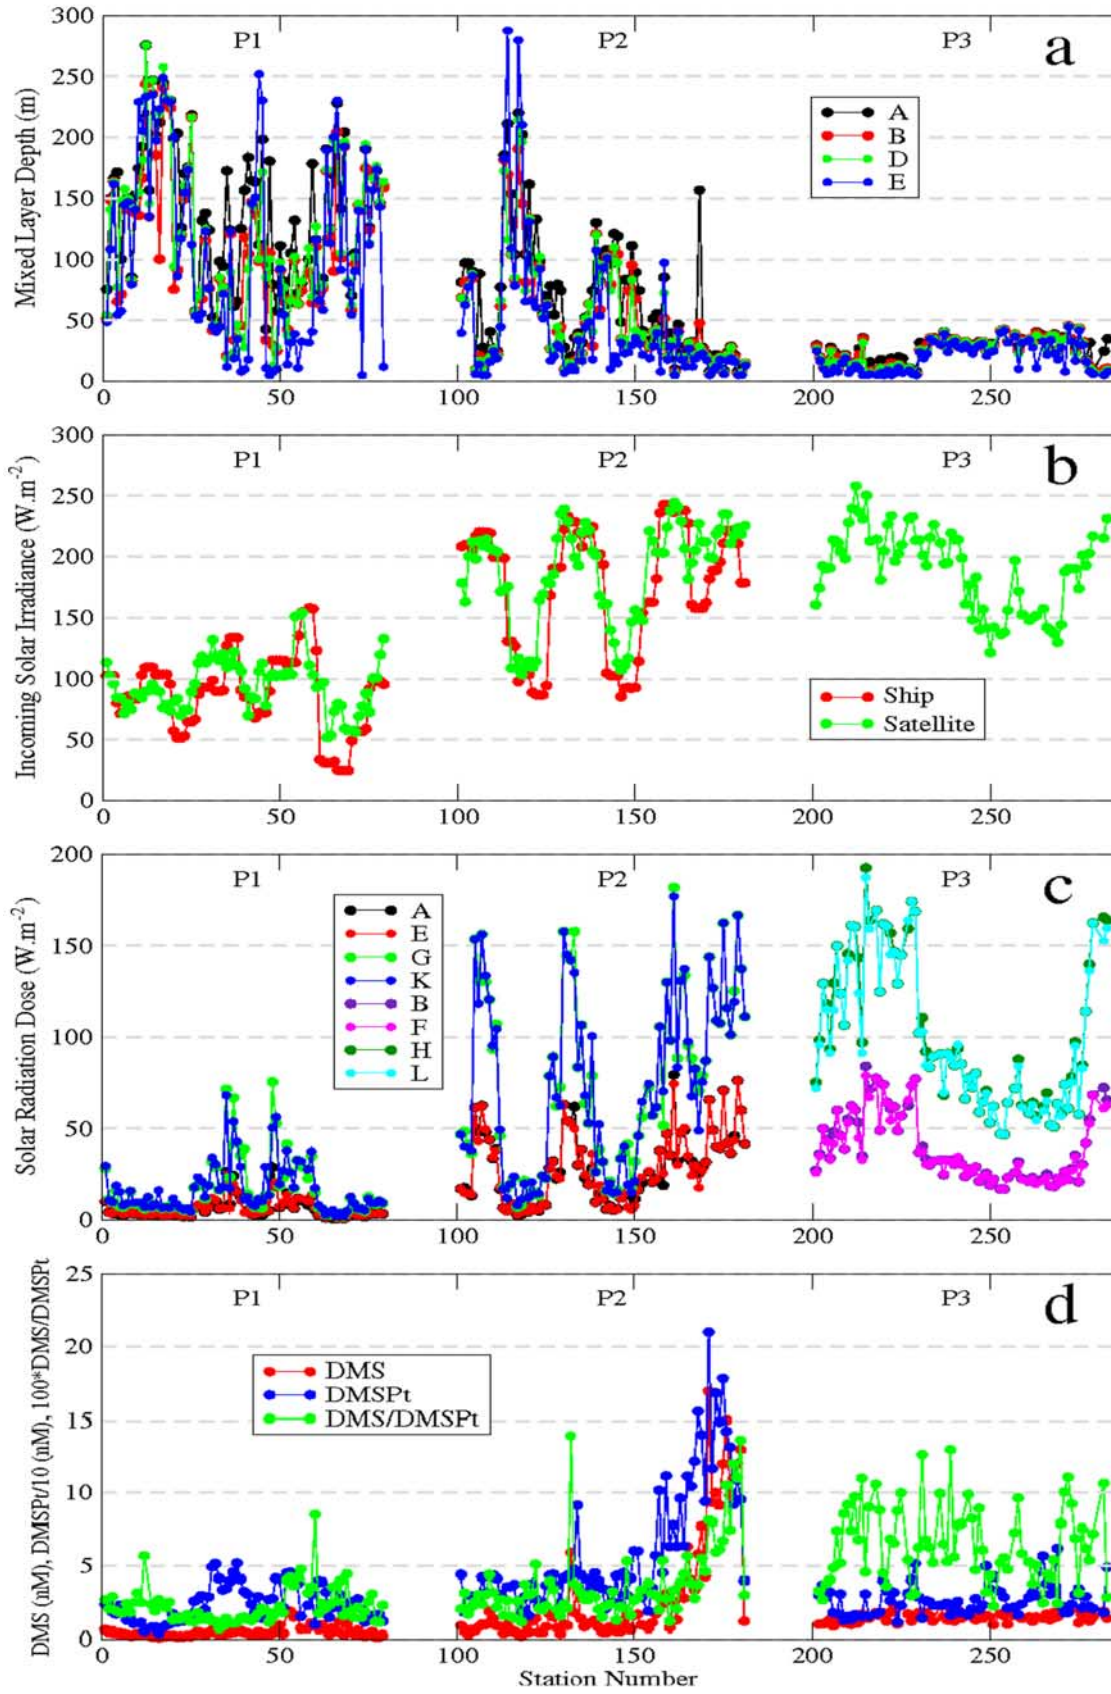 300
250
200
150
100
50
0
P1
P2
P3
a
Mixed Layer Depth (m)
A
B
D
E
0
50
100
150
200
250
300
250
200
150
100
50
0
P1
P2
P3
b
Incoming Solar Irradiance (W.m-2)
Ship
Satellite
0
50
100
150
200
250
200
150
100
50
0
P1
P2
P3
c
Solar Radiation Dose (W.m-2)
A
E
G
K
B
F
H
L
0
50
100
150
200
250
25
20
15
10
5
0
P1
P2
P3
d
DMS (nM), DMSPt/10 (nM), 100*DMS/DMSPt
DMS
DMSPt
DMS/DMSPt
0
50
100
150
200
250
Station Number